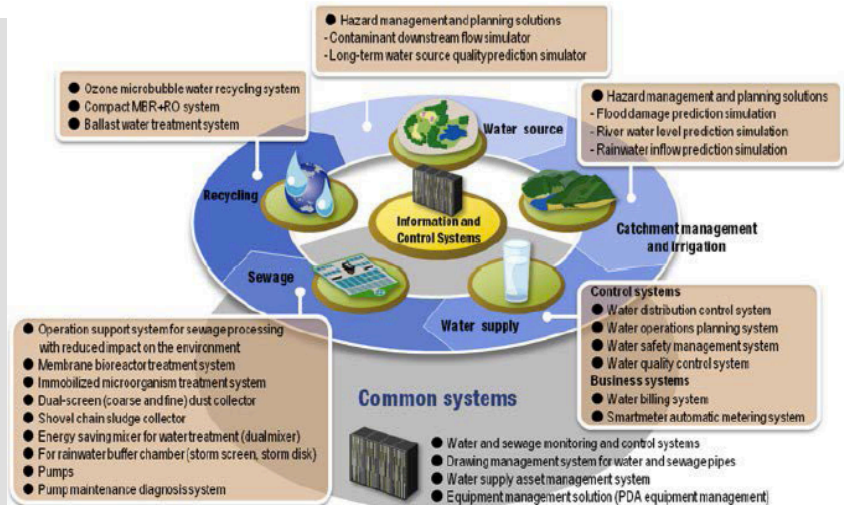 ● Hazard management and planning solutions
- Contaminant downstream flow simulator
- Long-term water source quality prediction simulator
● Ozone microbubble water recycling system
● Compact MBR+RO system
● Ballast water treatment system
● Hazard management and planning solutions
- Flood damage prediction simulation
- River water level prediction simulation
- Rainwater inflow prediction simulation
Water source
Recycling
Information and
Control Systems
Catchment management
and irrigation
Sewage
Water supply
Control systems
● Water distribution control system
● Water operations planning system
● Water safety management system
● Water quality control system
Business systems
● Water billing system
● Smartmeter automatic metering system
● Operation support system for sewage processing
with reduced impact on the environment
● Membrane bioreactor treatment system
● Immobilized microorganism treatment system
● Dual-screen (coarse and fine) dust collector
● Shovel chain sludge collector
● Energy saving mixer for water treatment (dualmixer)
● For rainwater buffer chamber (storm screen, storm disk)
● Pumps
● Pump maintenance diagnosis system
Common systems
● Water and sewage monitoring and control systems
● Drawing management system for water and sewage pipes
● Water supply asset management system
● Equipment management solution (PDA equipment management)